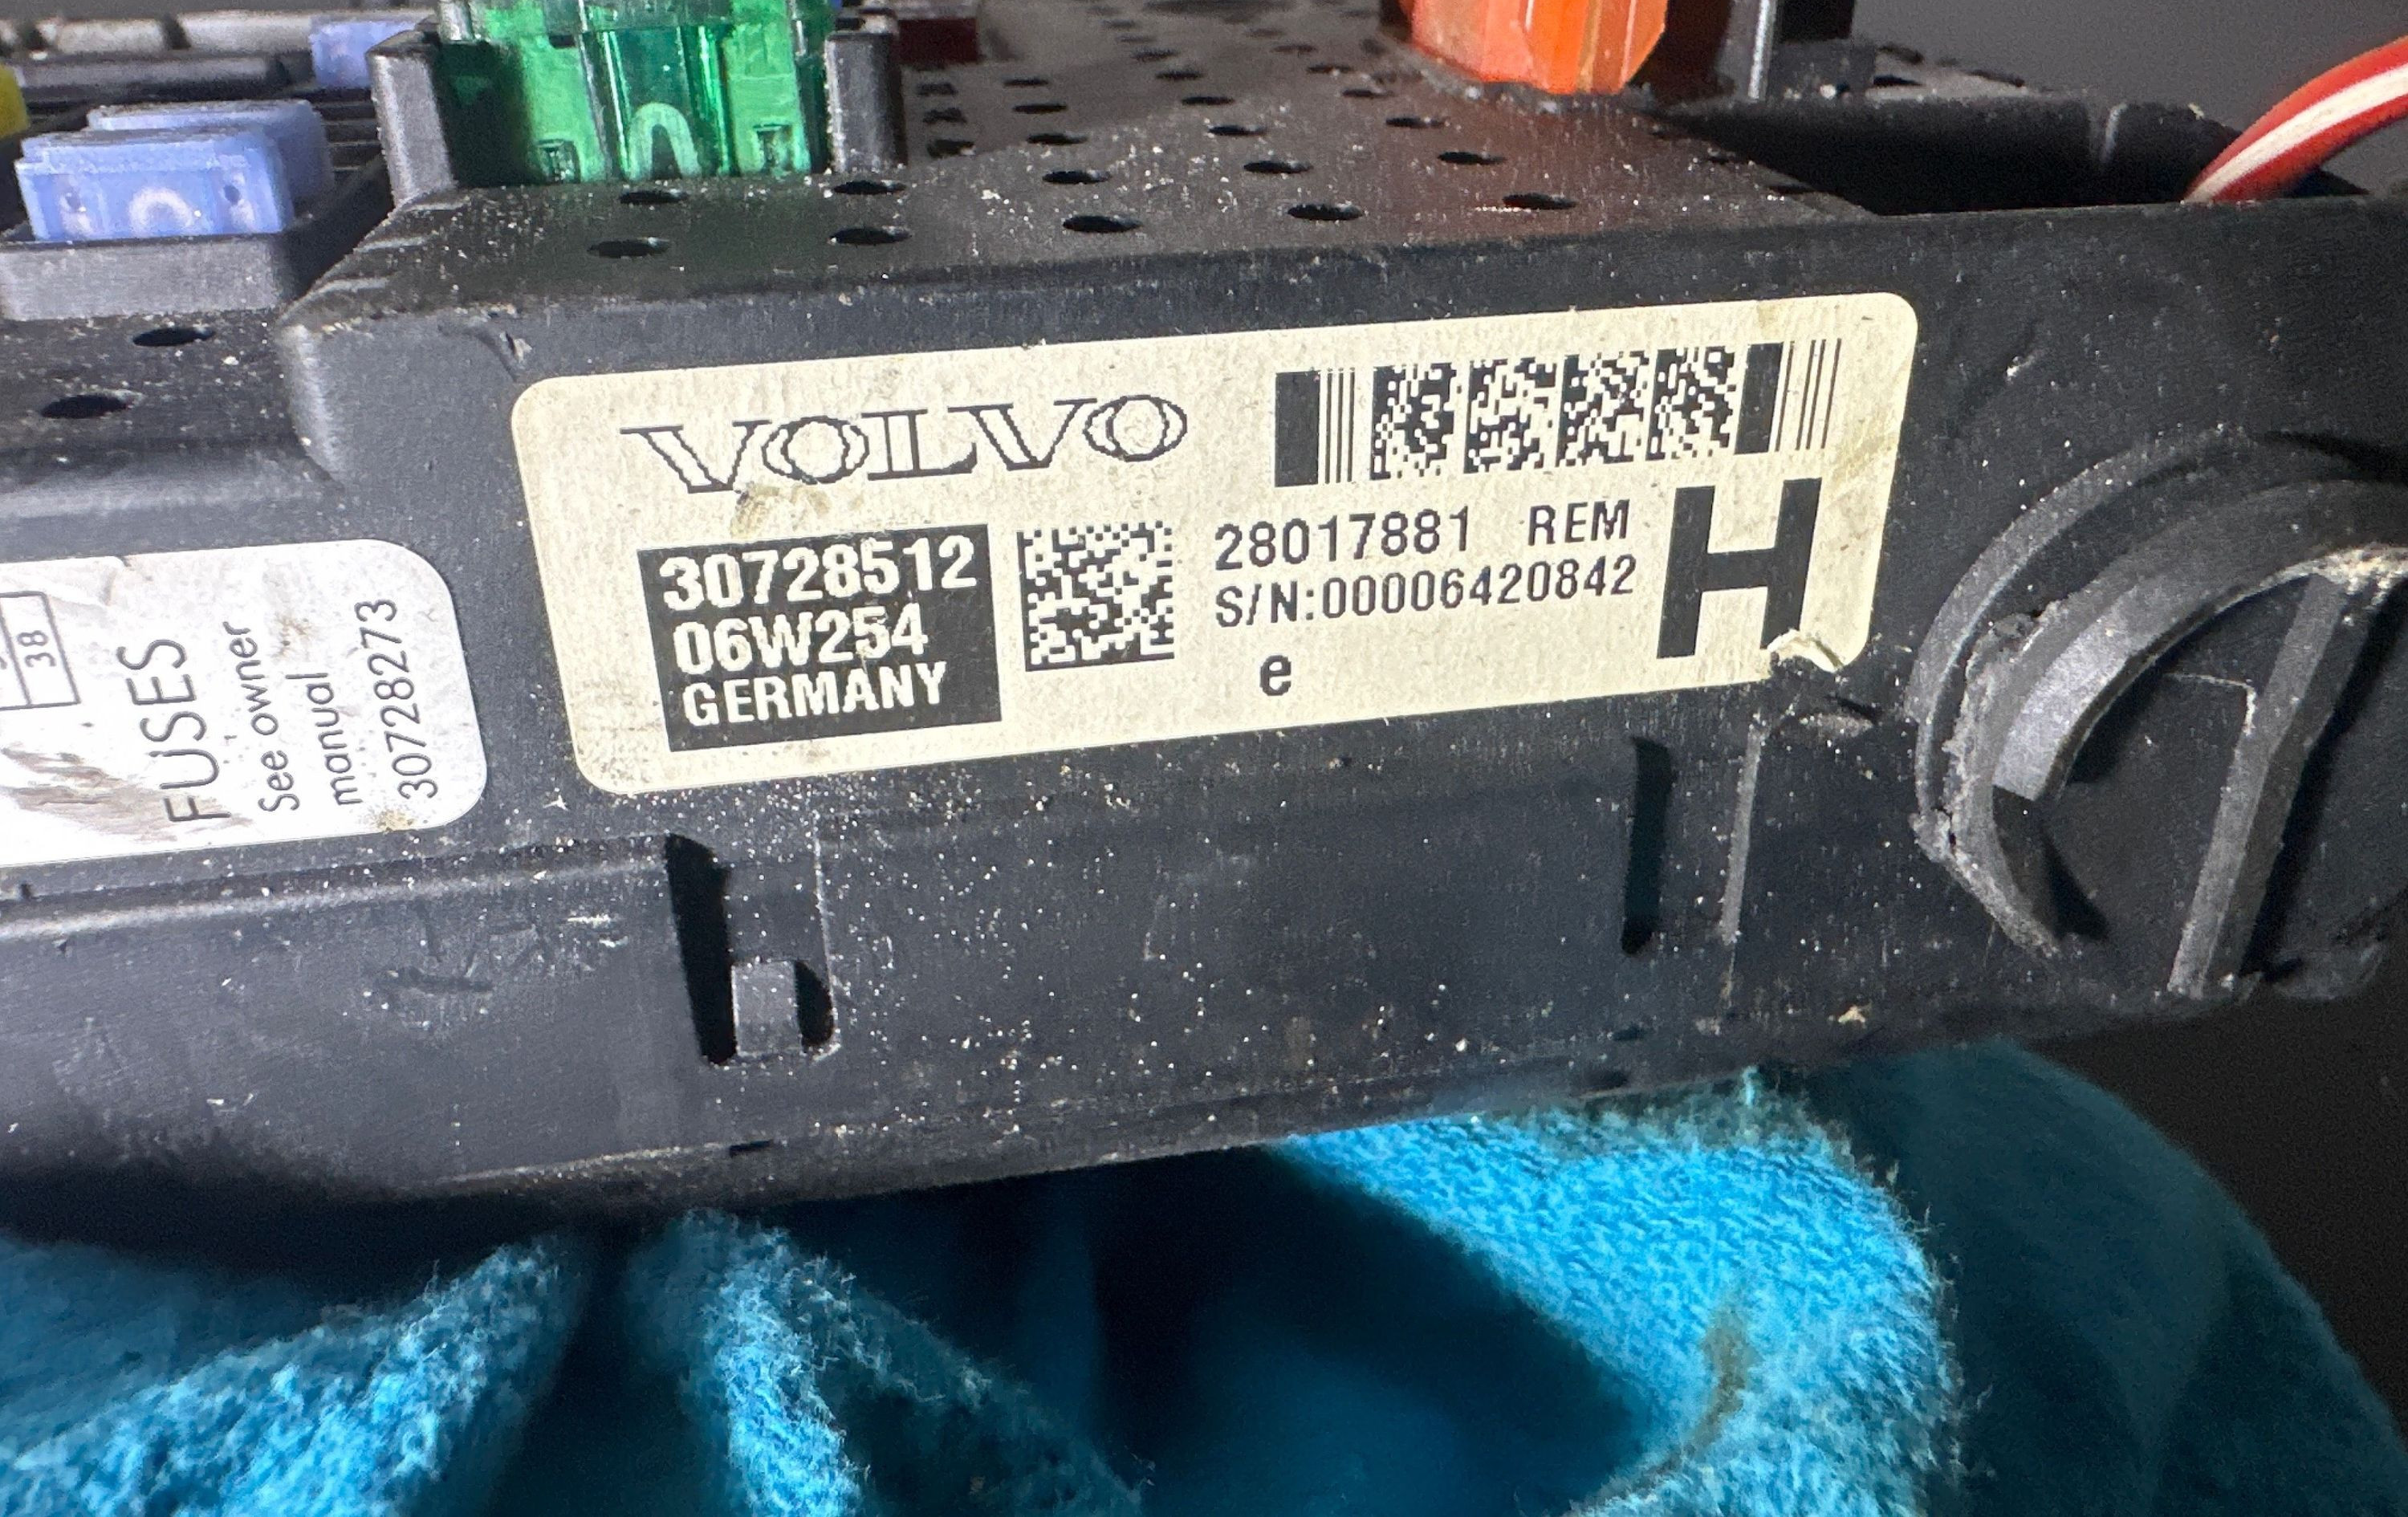 VOLVO
30728512
06W254
GERMANY
28017881 REM
S/N:00006420842
e
H
38
FUSES
See owner
manual
30728273